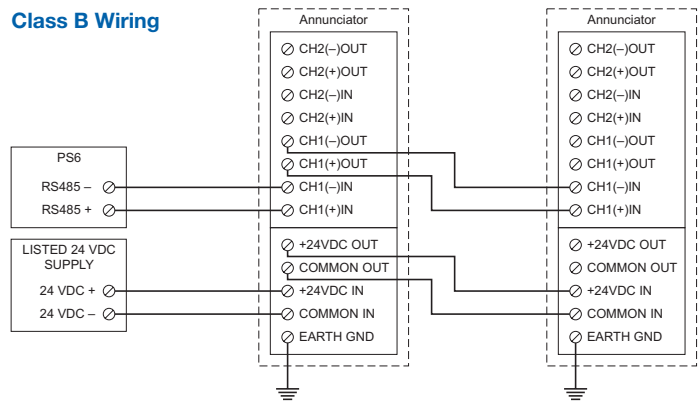 Class B Wiring
PS6
RS485 –
RS485 +
LISTED 24 VDC
SUPPLY
24 VDC +
24 VDC –
Annunciator
CH2(–)OUT
CH2(+)OUT
CH2(–)IN
CH2(+)IN
CH1(–)OUT
CH1(+)OUT
CH1(–)IN
CH1(+)IN
+24VDC OUT
COMMON OUT
+24VDC IN
COMMON IN
EARTH GND
Annunciator
CH2(–)OUT
CH2(+)OUT
CH2(–)IN
CH2(+)IN
CH1(–)OUT
CH1(+)OUT
CH1(–)IN
CH1(+)IN
+24VDC OUT
COMMON OUT
+24VDC IN
COMMON IN
EARTH GND